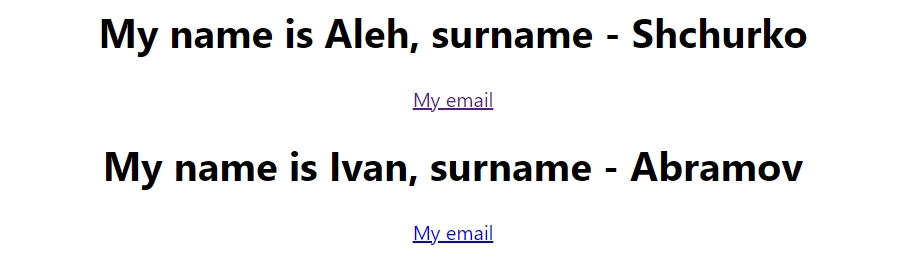 My name is Aleh, surname - Shchurko
My email
My name is Ivan, surname - Abramov
My email